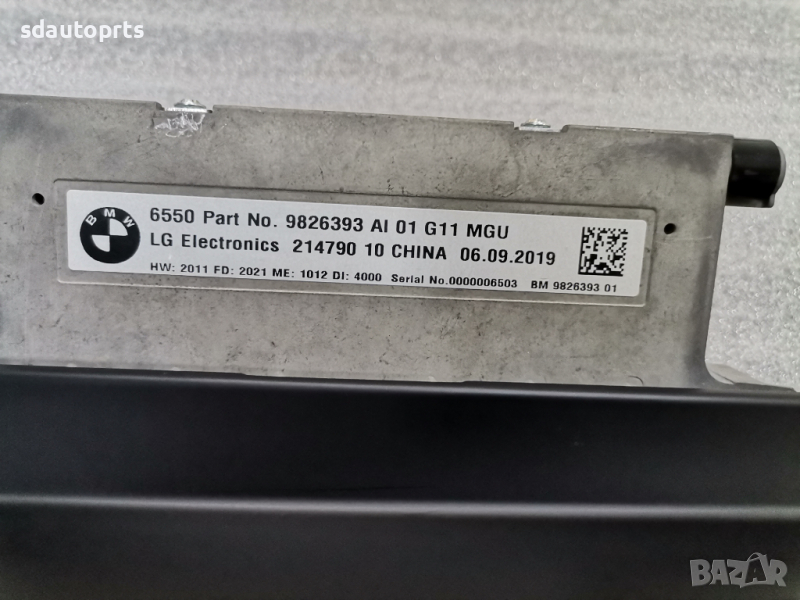 sdautoprts
BMW
6550 Part No. 9826393 AI 01 G11 MGU
LG Electronics 214790 10 CHINA 06.09.2019
HW: 2011 FD: 2021 ME: 1012 DI: 4000 Serial No.0000006503 BM 9826393 01
BAZAR